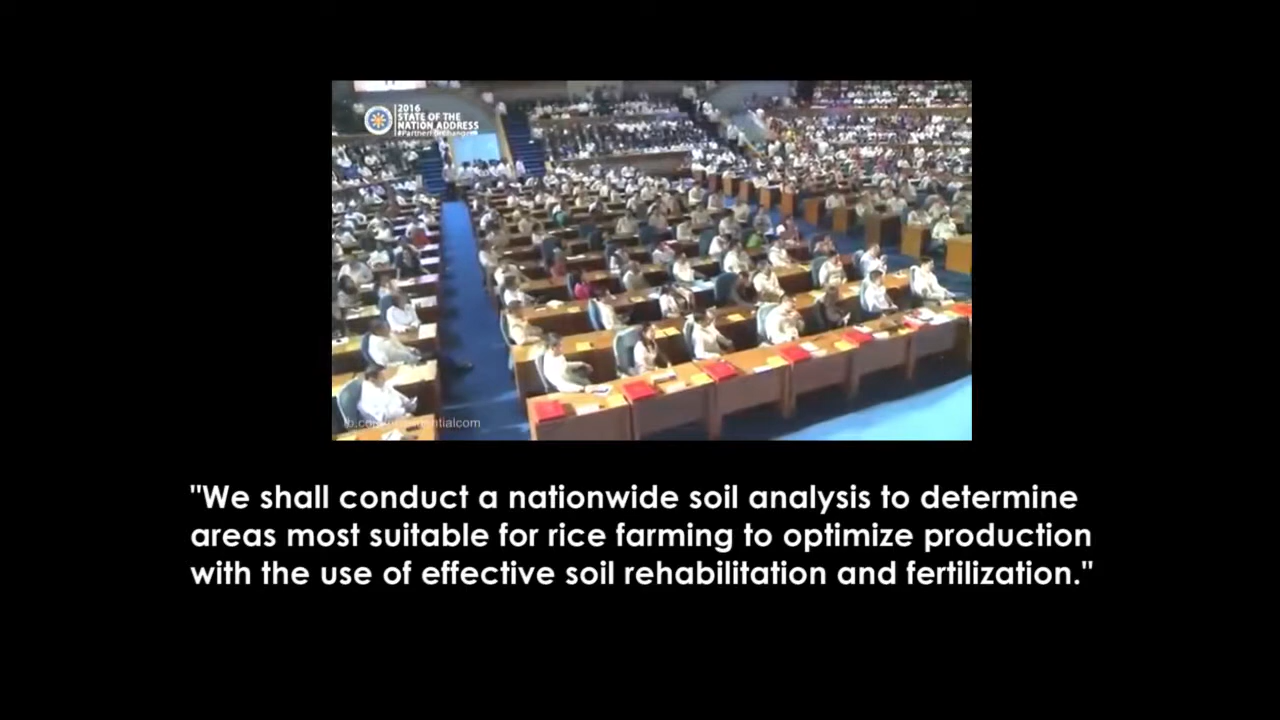 2016
STATE OF THE
NATION ADDRESS
"We shall conduct a nationwide soil analysis to determine
areas most suitable for rice farming to optimize production
with the use of effective soil rehabilitation and fertilization."